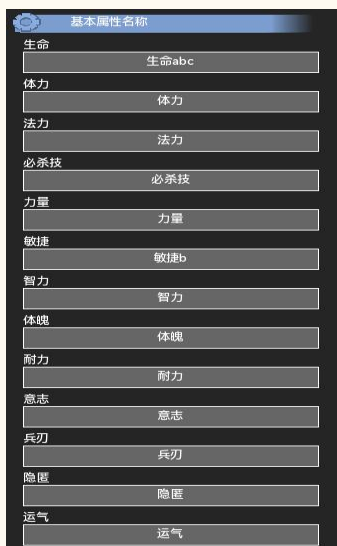 基本属性名称
生命
生命abc
体力
体力
法力
法力
必杀技
必杀技
力量
力量
敏捷
敏捷b
智力
智力
体魄
体魄
耐力
耐力
意志
意志
兵刃
兵刃
隐匿
隐匿
运气
运气